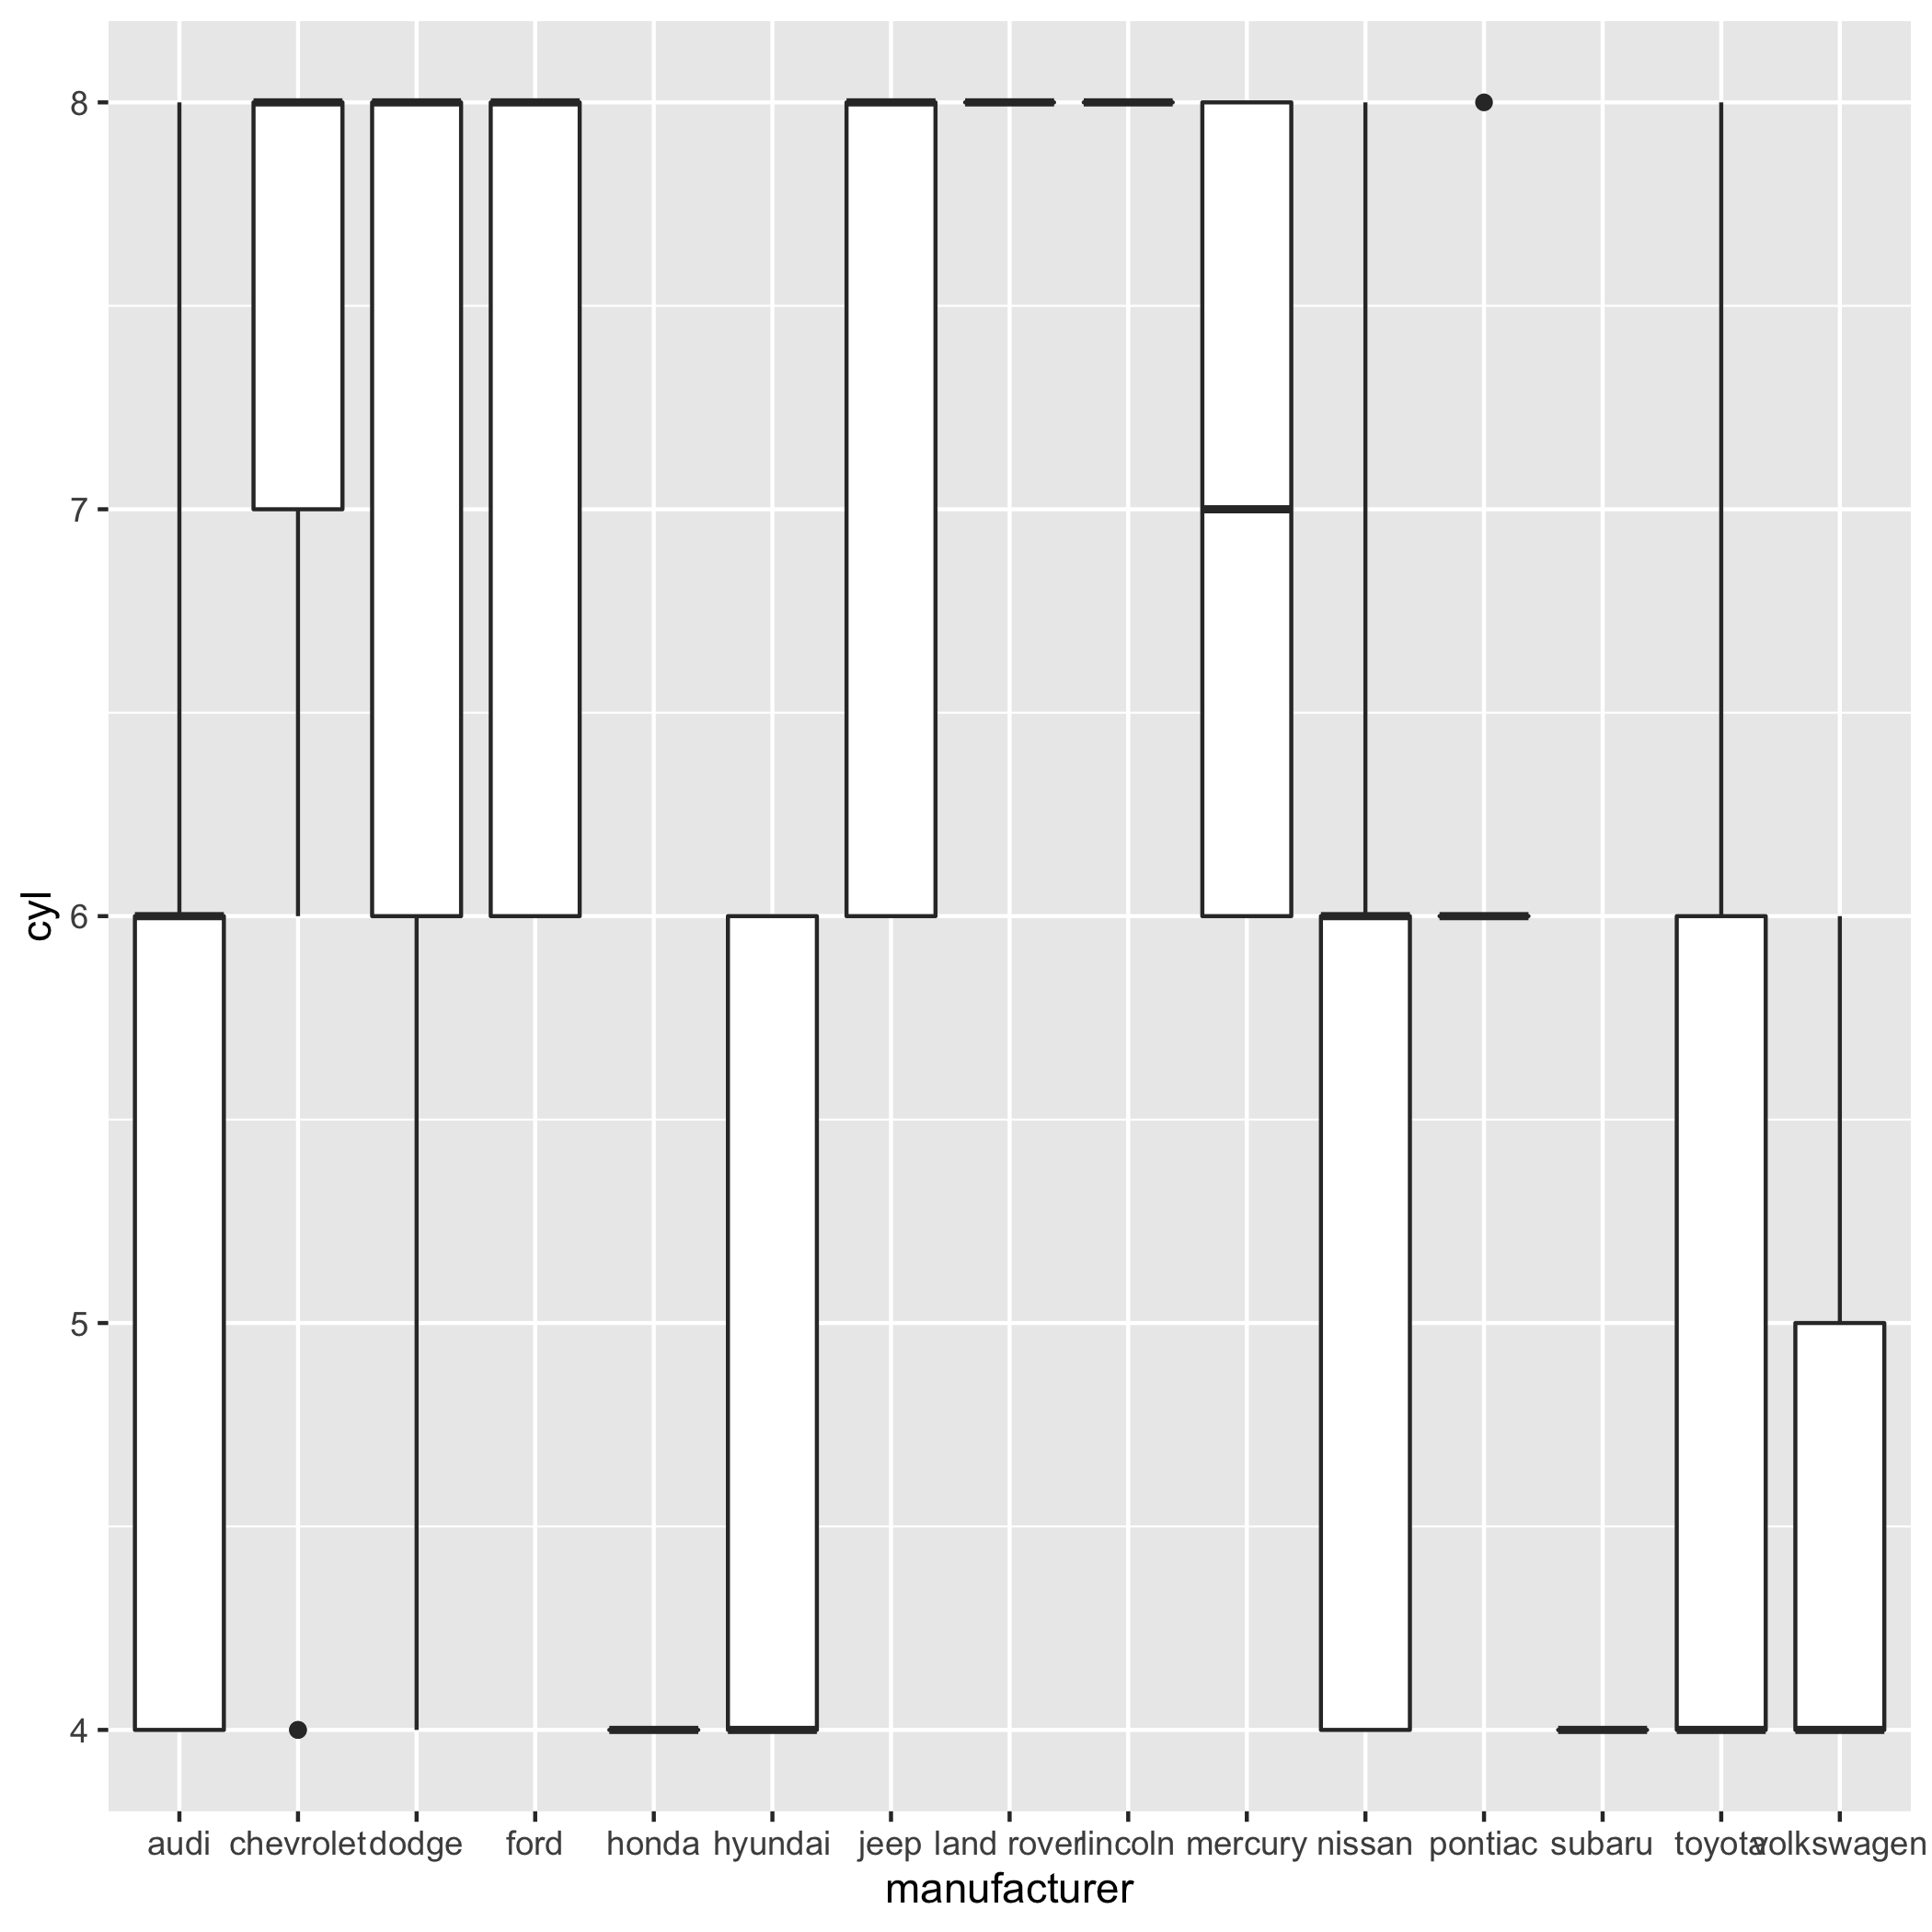 8
7
6
5
4
cyl
audi chevrolet dodge ford honda hyundai jeep land rover lincoln mercury nissan pontiac subaru toyota volkswagen
manufacturer